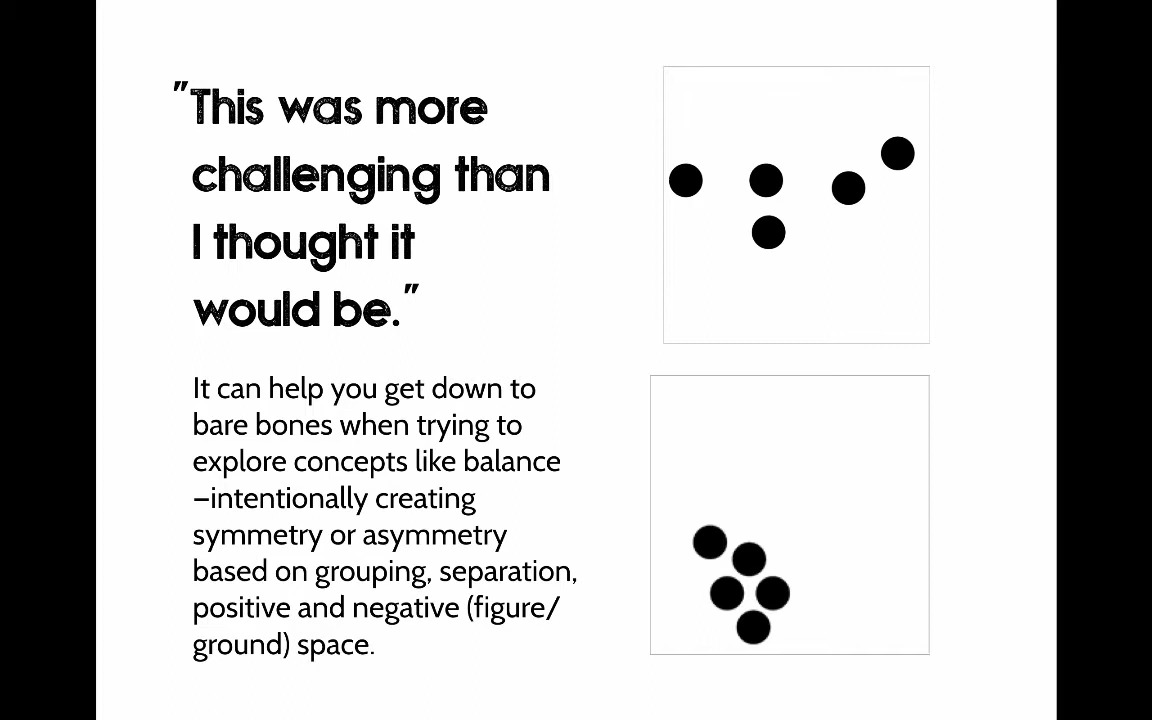 "This was more
challenging than
I thought it
would be."
It can help you get down to
bare bones when trying to
explore concepts like balance
–intentionally creating
symmetry or asymmetry
based on grouping, separation,
positive and negative (figure/
ground) space.